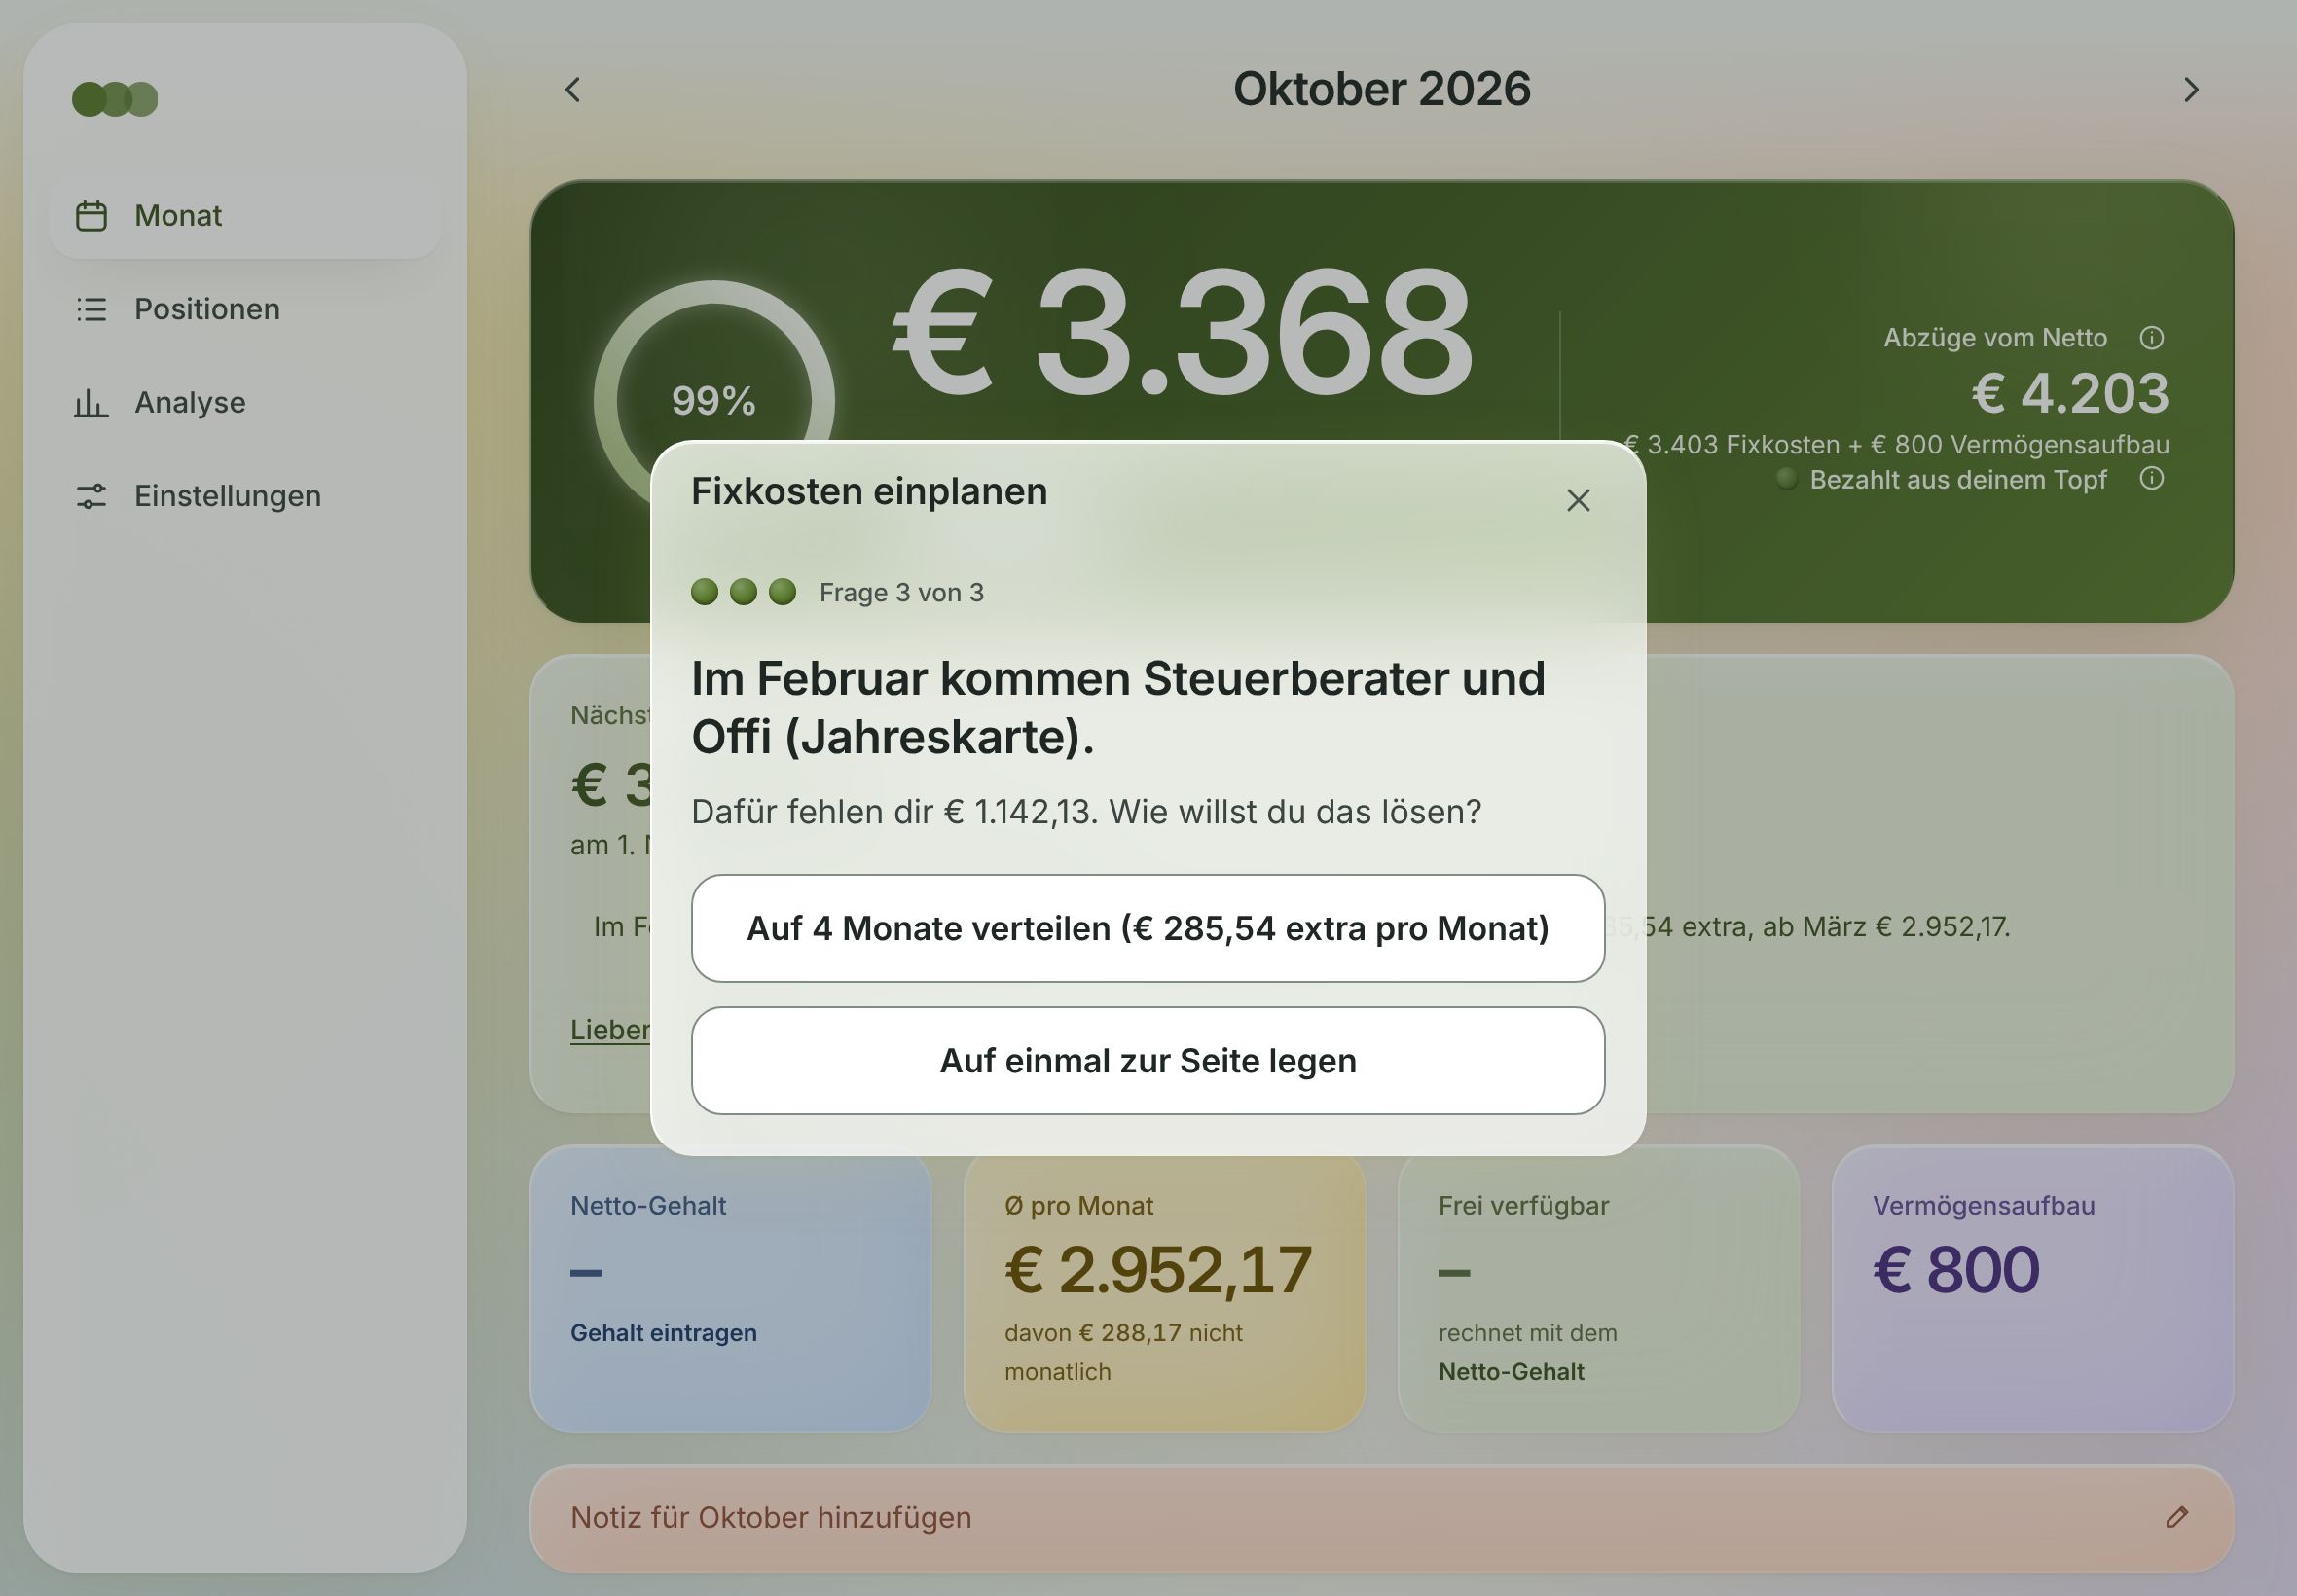 Oktober 2026
Monat
Positionen
Analyse
Einstellungen
99%
€ 3.368
Abzüge vom Netto
€ 4.203
€ 3.403 Fixkosten + € 800 Vermögensaufbau
Bezahlt aus deinem Topf
Fixkosten einplanen
Frage 3 von 3
Im Februar kommen Steuerberater und
Offi (Jahreskarte).
Dafür fehlen dir € 1.142,13. Wie willst du das lösen?
Auf 4 Monate verteilen (€ 285,54 extra pro Monat)
Auf einmal zur Seite legen
am 1.
Im
extra, ab März € 2.952,17.
Netto-Gehalt
–
Gehalt eintragen
Ø pro Monat
€ 2.952,17
davon € 288,17 nicht
monatlich
Frei verfügbar
–
rechnet mit dem
Netto-Gehalt
Vermögensaufbau
€ 800
Notiz für Oktober hinzufügen